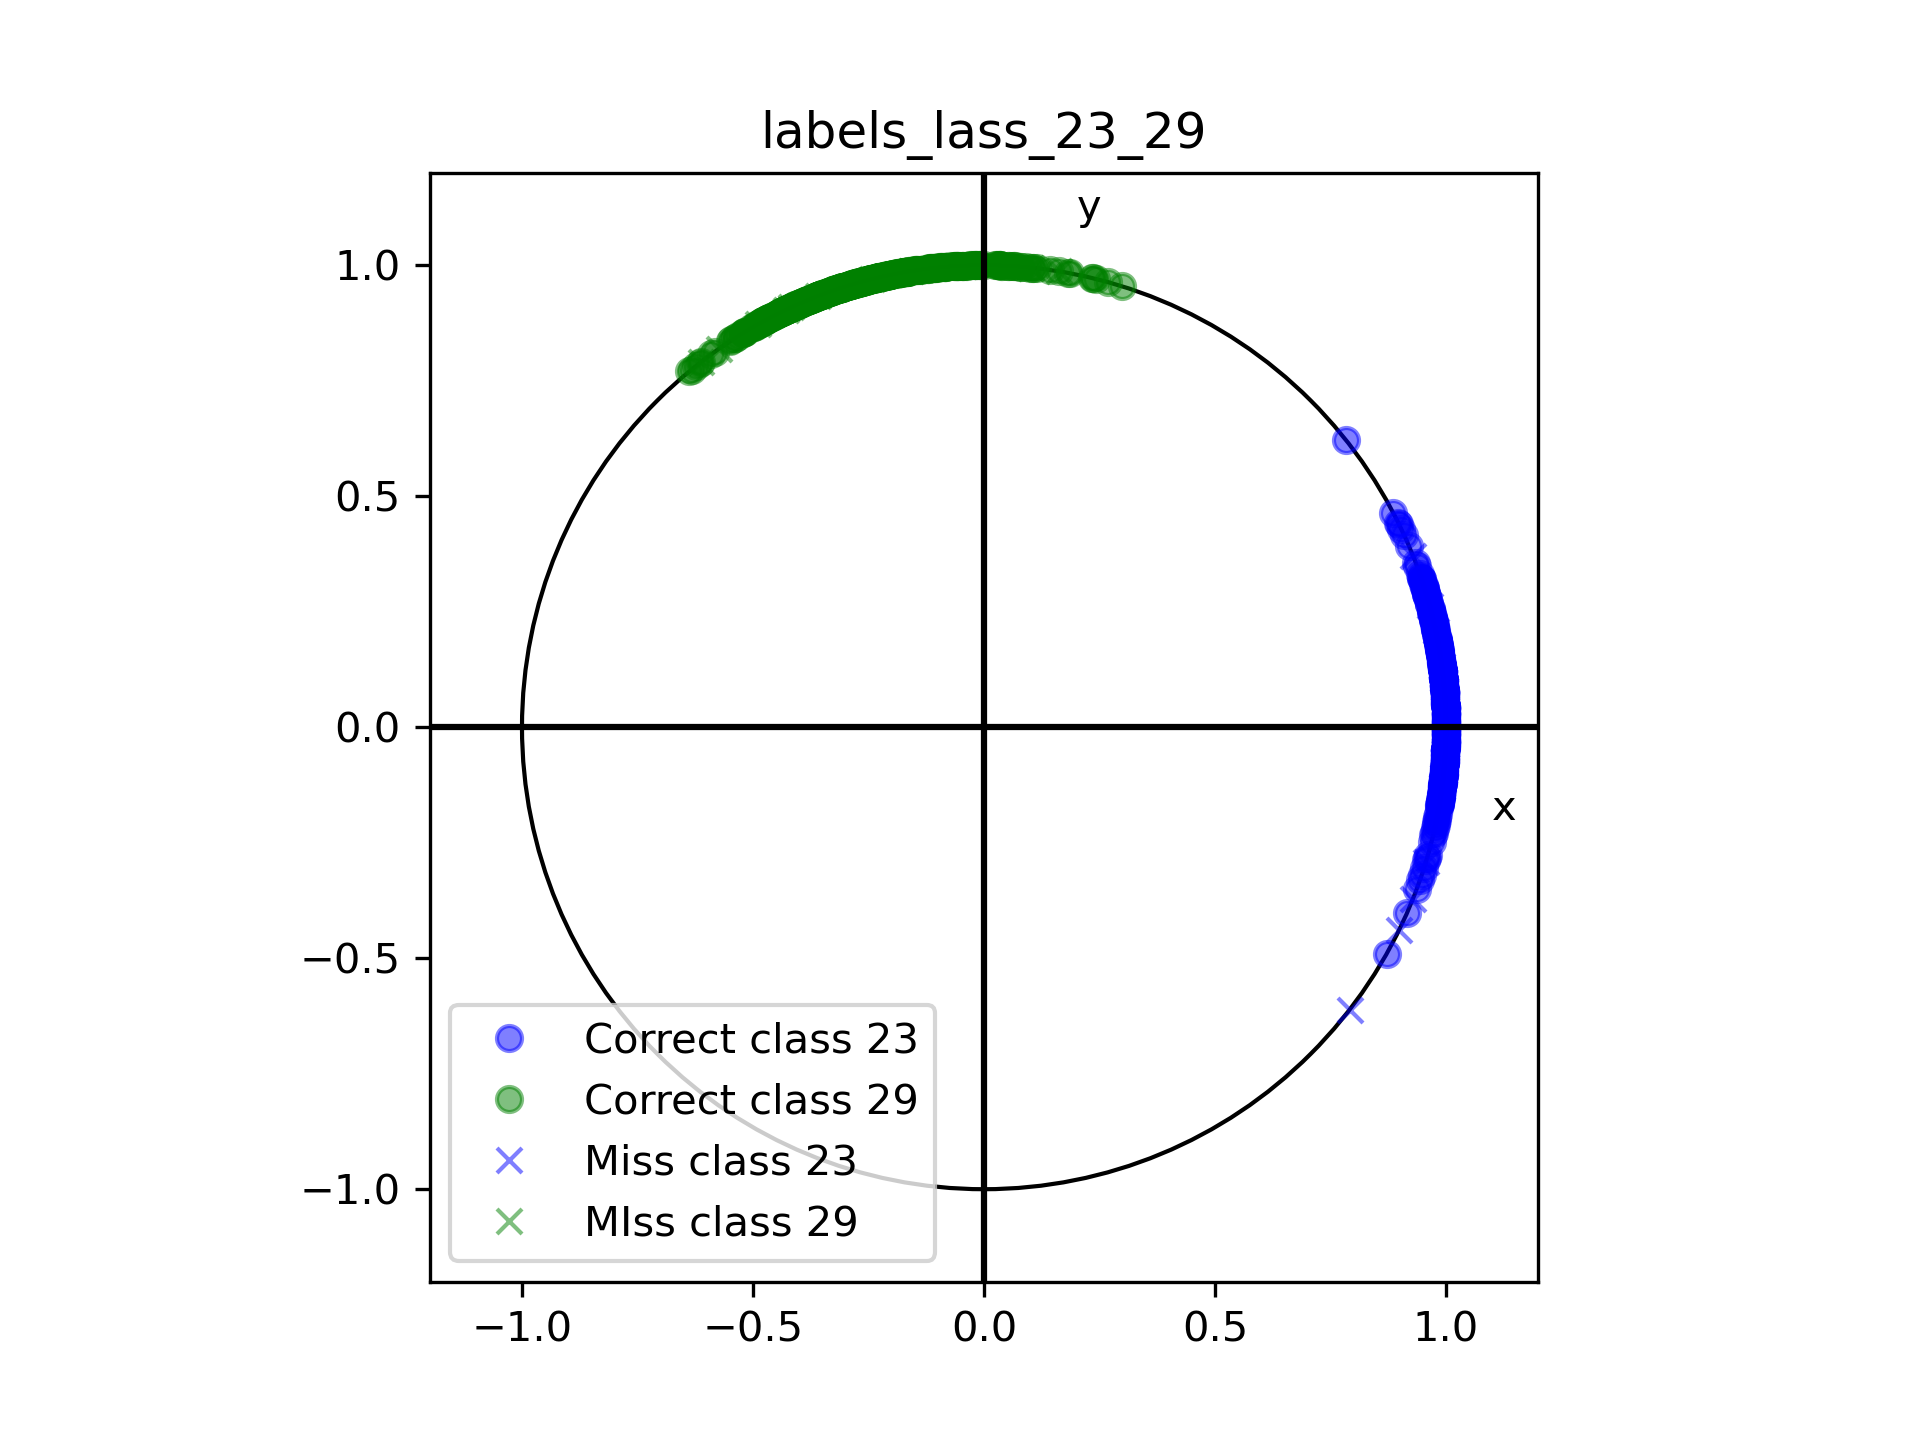 labels_lass_23_29
y
1.0
0.5
0.0
−0.5
−1.0
x
Correct class 23
Correct class 29
Miss class 23
MIss class 29
−1.0 −0.5 0.0 0.5 1.0